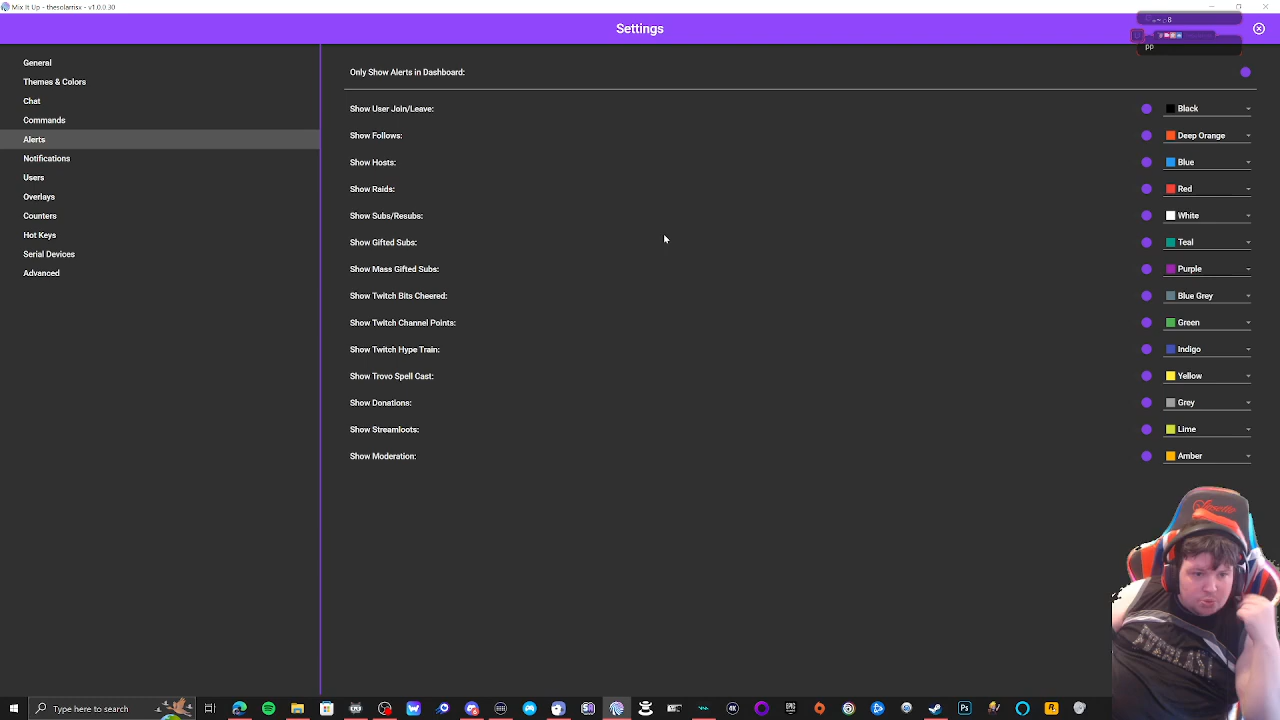 Mix It Up - thesolarrisx - v1.0.0.30
Settings
pp
General
Themes & Colors
Chat
Commands
Alerts
Notifications
Users
Overlays
Counters
Hot Keys
Serial Devices
Advanced
Only Show Alerts in Dashboard:
Show User Join/Leave: Black
Show Follows: Deep Orange
Show Hosts: Blue
Show Raids: Red
Show Subs/Resubs: White
Show Gifted Subs: Teal
Show Mass Gifted Subs: Purple
Show Twitch Bits Cheered: Blue Grey
Show Twitch Channel Points: Green
Show Twitch Hype Train: Indigo
Show Trovo Spell Cast: Yellow
Show Donations: Grey
Show Streamloots: Lime
Show Moderation: Amber
EVERLAST
Type here to search